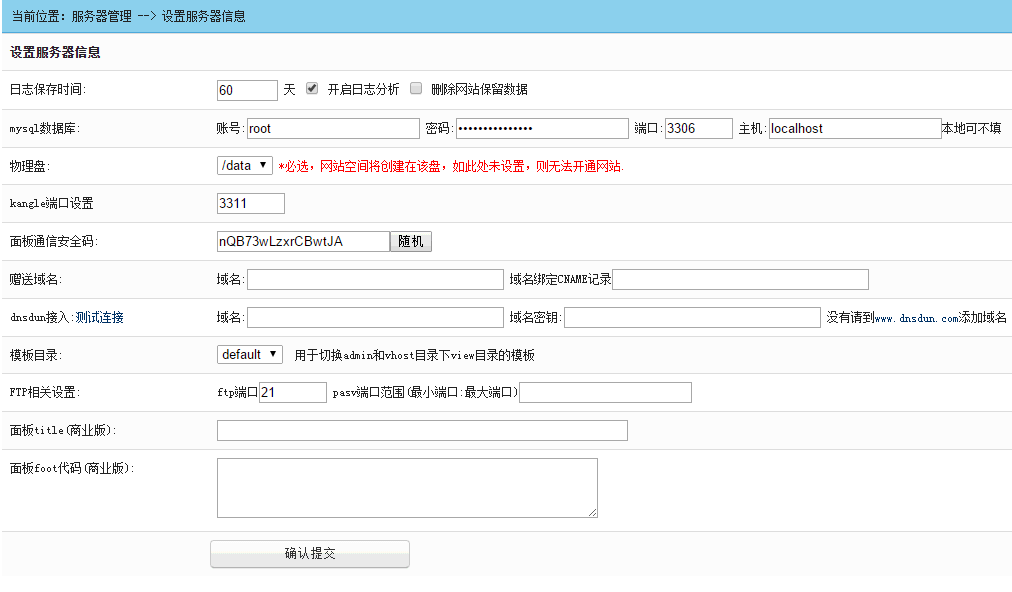 当前位置: 服务器管理 --> 设置服务器信息
设置服务器信息
日志保存时间: 60 天 开启日志分析 删除网站保留数据
mysql数据库: 账号: root 密码: ••••••••••••••• 端口: 3306 主机: localhost 本地可不填
物理盘: /data *必选，网站空间将创建在该盘，如此处未设置，则无法开通网站.
kangle端口设置 3311
面板通信安全码: nQB73wLzxrCBwtJA 随机
赠送域名: 域名: 域名绑定CNAME记录
dnsdun接入:测试连接 域名: 域名密钥: 没有请到www.dnsdun.com添加域名
模板目录: default 用于切换admin和vhost目录下view目录的模板
FTP相关设置: ftp端口 21 pasv端口范围(最小端口:最大端口)
面板title(商业版):
面板foot代码(商业版):
确认提交